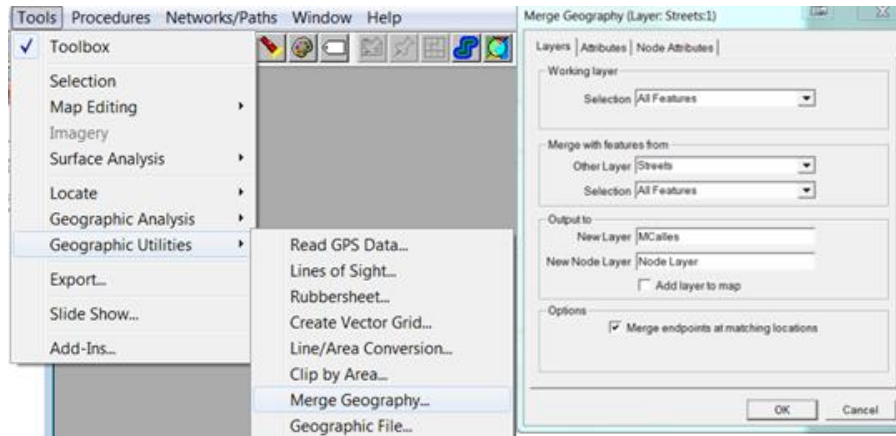 Tools Procedures Networks/Paths Window Help
Toolbox
Selection
Map Editing
Imagery
Surface Analysis
Locate
Geographic Analysis
Geographic Utilities
Export...
Slide Show...
Add-Ins...
Read GPS Data...
Lines of Sight...
Rubbersheet...
Create Vector Grid...
Line/Area Conversion...
Clip by Area...
Merge Geography...
Geographic File...
Merge Geography (Layer: Streets:1)
Layers Attributes Node Attributes
Working layer
Selection All Features
Merge with features from
Other Layer Streets
Selection All Features
Output to
New Layer MCalles
New Node Layer Node Layer
Add layer to map
Options
Merge endpoints at matching locations
OK Cancel